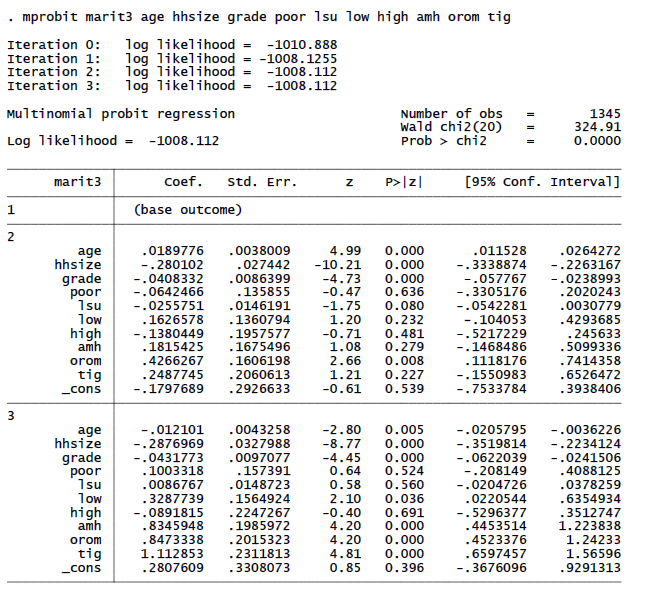 . mprobit marit3 age hhsize grade poor lsu low high amh orom tig
Iteration 0:   log likelihood =  -1010.888
Iteration 1:   log likelihood = -1008.1255
Iteration 2:   log likelihood =  -1008.112
Iteration 3:   log likelihood =  -1008.112
Multinomial probit regression                     Number of obs   =       1345
                                                  Wald chi2(20)   =     324.91
Log likelihood =  -1008.112                       Prob > chi2     =     0.0000
marit3        Coef.   Std. Err.      z    P>|z|     [95% Conf. Interval]
1               (base outcome)
2
age     .0189776   .0038009     4.99   0.000      .011528    .0264272
hhsize     -.280102    .027442   -10.21   0.000    -.3338874   -.2263167
grade    -.0408332   .0086399    -4.73   0.000     -.057767   -.0238993
poor    -.0642466    .135855    -0.47   0.636    -.3305176    .2020243
lsu    -.0255751   .0146191    -1.75   0.080    -.0542281    .0030779
low     .1626578   .1360794     1.20   0.232     -.104053    .4293685
high    -.1380449   .1957577    -0.71   0.481    -.5217229     .245633
amh     .1815425   .1675496     1.08   0.279    -.1468486    .5099336
orom     .4266267   .1606198     2.66   0.008     .1118176    .7414358
tig     .2487745   .2060613     1.21   0.227    -.1550983    .6526472
_cons    -.1797689   .2926633    -0.61   0.539    -.7533784    .3938406
3
age     -.012101   .0043258    -2.80   0.005    -.0205795   -.0036226
hhsize    -.2876969   .0327988    -8.77   0.000    -.3519814   -.2234124
grade    -.0431773   .0097077    -4.45   0.000    -.0622039   -.0241506
poor     .1003318    .157391     0.64   0.524     -.208149    .4088125
lsu     .0086767   .0148723     0.58   0.560    -.0204726    .0378259
low     .3287739   .1564924     2.10   0.036     .0220544    .6354934
high    -.0891815   .2247267    -0.40   0.691    -.5296377    .3512747
amh     .8345948   .1985972     4.20   0.000     .4453514    1.223838
orom     .8473338   .2015323     4.20   0.000     .4523376     1.24233
tig     1.112853   .2311813     4.81   0.000     .6597457     1.56596
_cons     .2807609   .3308073     0.85   0.396    -.3676096    .9291313